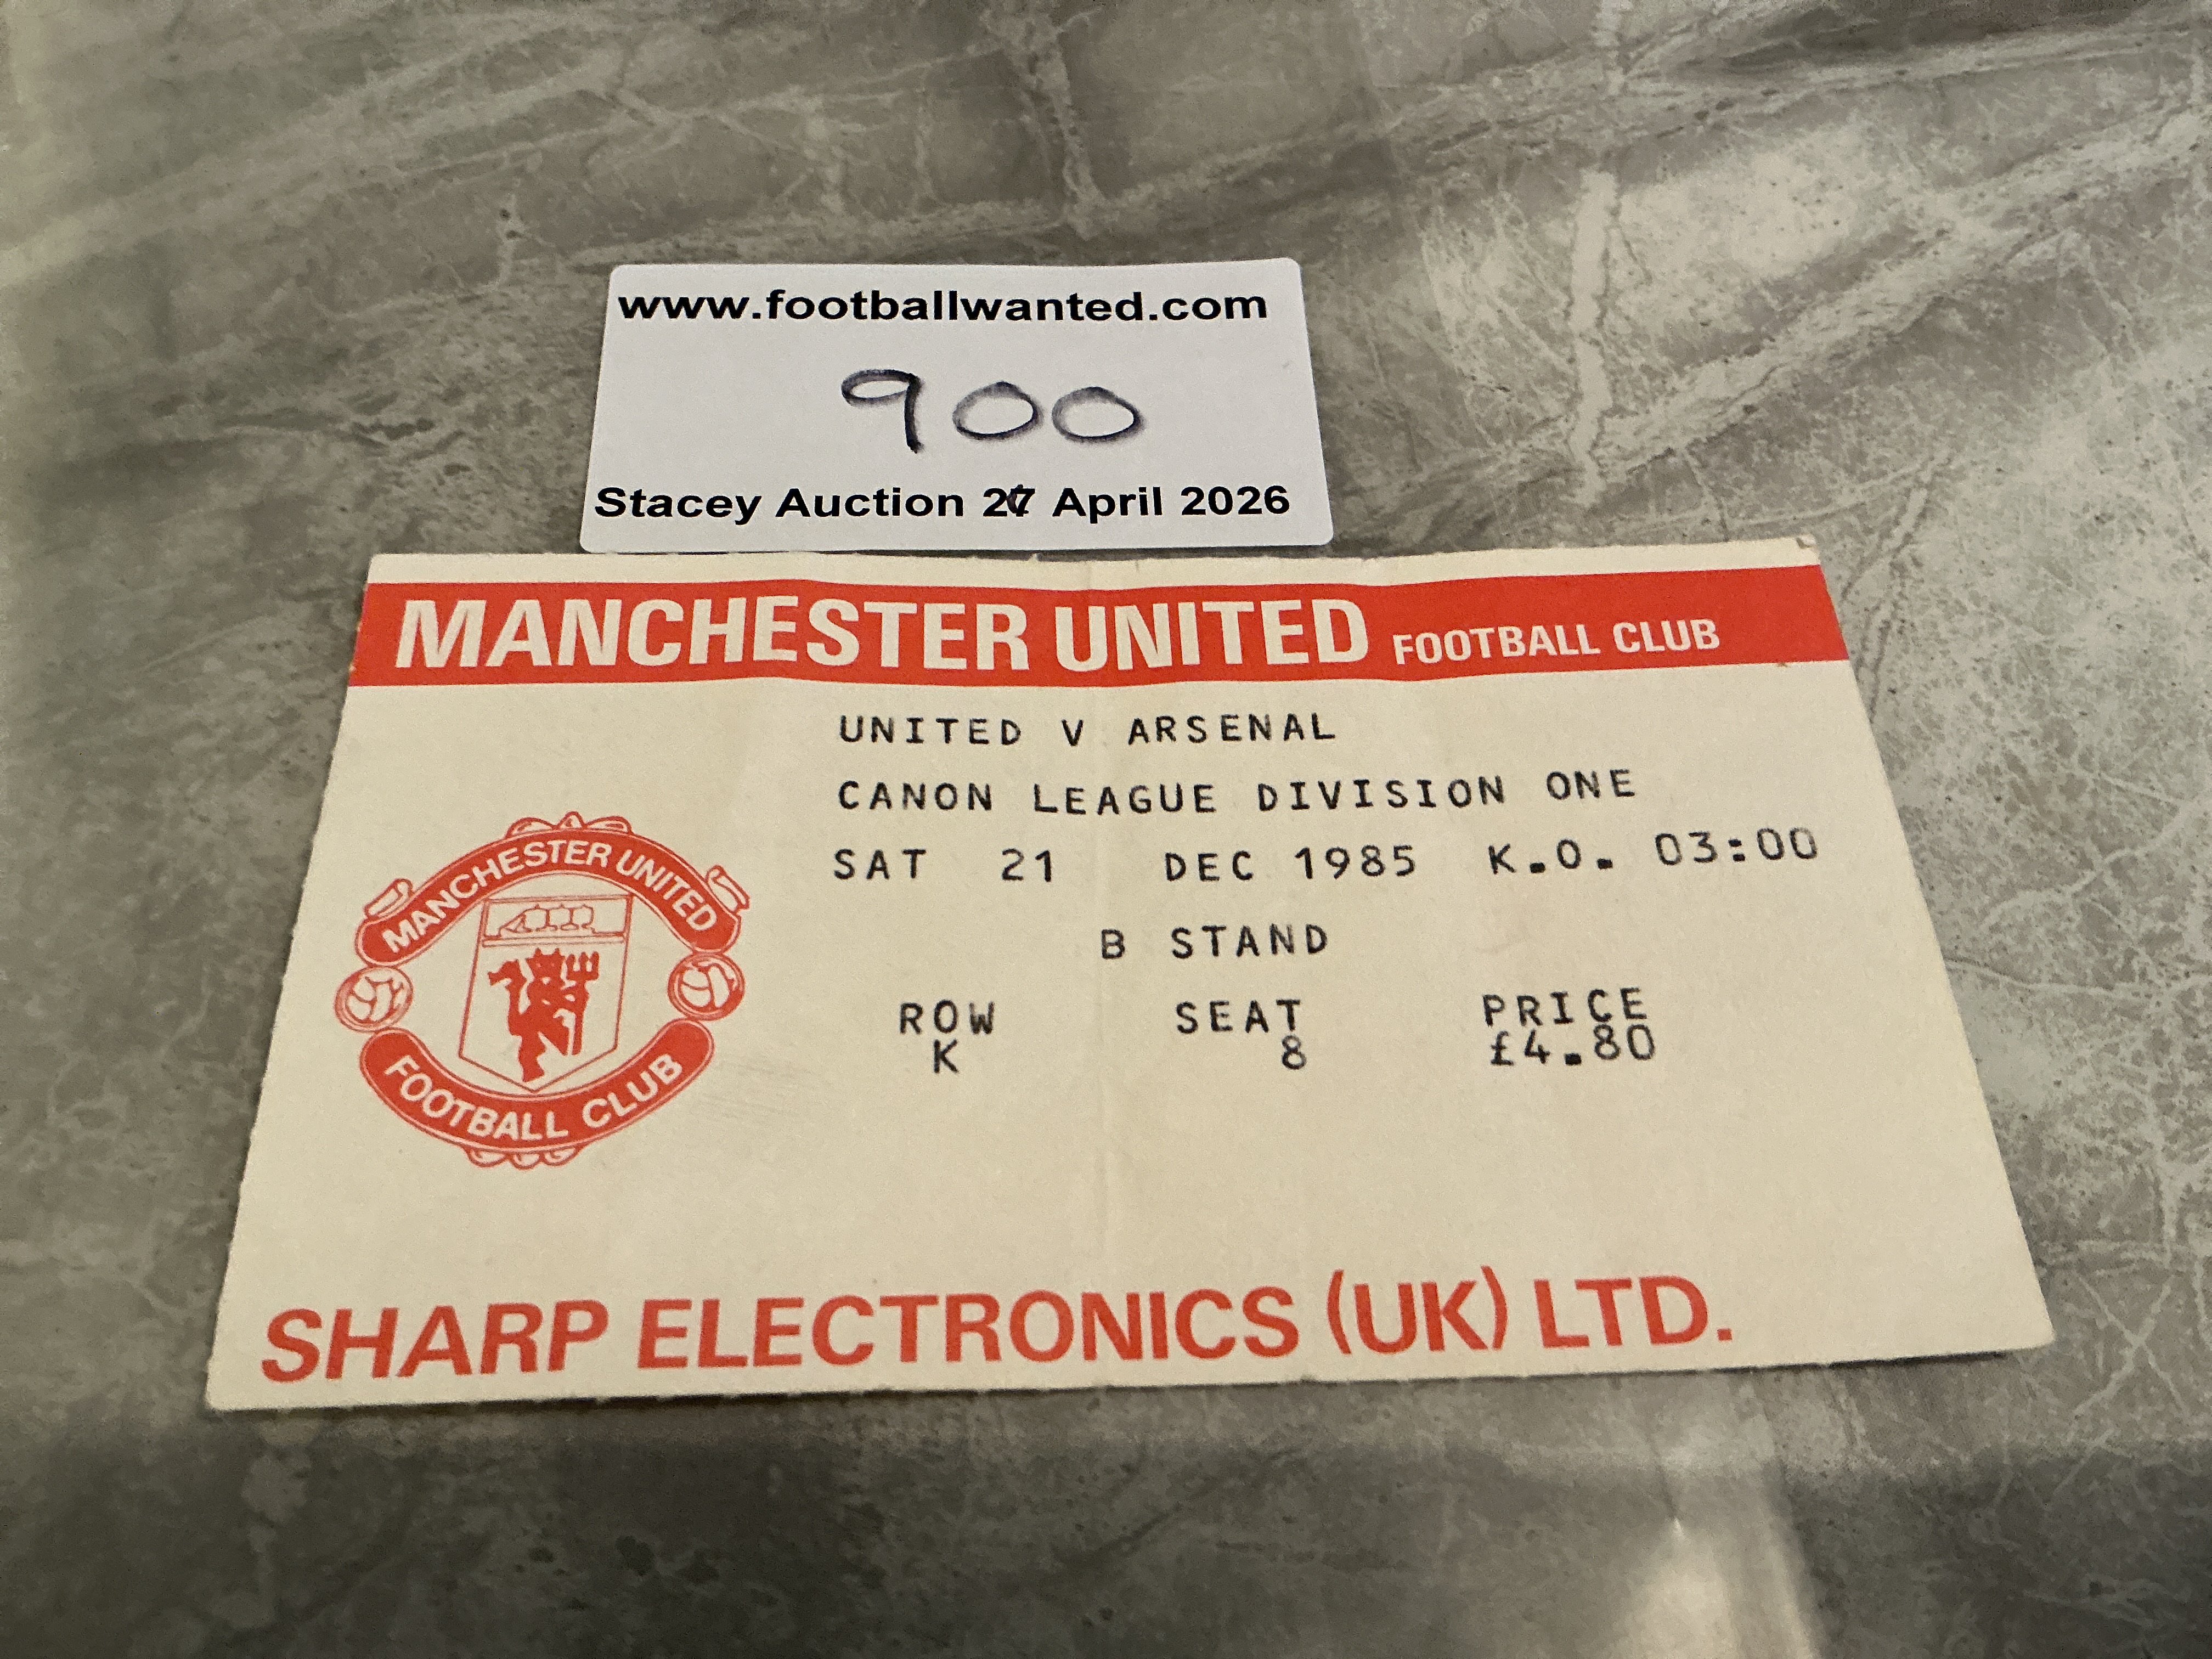 www.footballwanted.com
900
Stacey Auction 27 April 2026
MANCHESTER UNITED FOOTBALL CLUB
UNITED V ARSENAL
CANON LEAGUE DIVISION ONE
SAT 21 DEC 1985 K.O. 03:00
B STAND
ROW SEAT PRICE
K 8 £4.80
MANCHESTER UNITED
FOOTBALL CLUB
SHARP ELECTRONICS (UK) LTD.